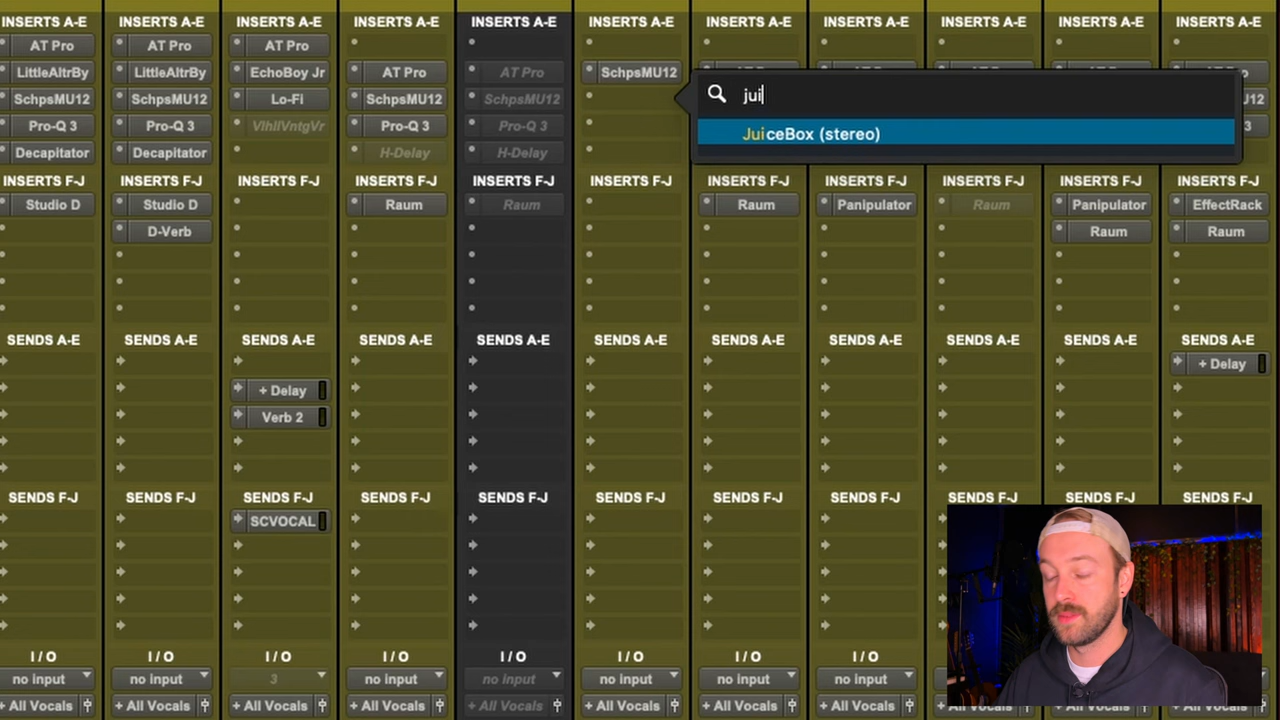 INSERTS A-E INSERTS A-E INSERTS A-E INSERTS A-E INSERTS A-E INSERTS A-E INSERTS A-E INSERTS A-E INSERTS A-E INSERTS A-E INSERTS A-E
AT Pro AT Pro AT Pro
LittleAltrBy LittleAltrBy EchoBoy Jr AT Pro AT Pro SchpsMU12
jui
SchpsMU12 SchpsMU12 Lo-Fi SchpsMU12 SchpsMU12
Pro-Q 3 Pro-Q 3 VlhllVntgVr Pro-Q 3 Pro-Q 3
JuiceBox (stereo)
Decapitator Decapitator H-Delay H-Delay
INSERTS F-J INSERTS F-J INSERTS F-J INSERTS F-J INSERTS F-J INSERTS F-J INSERTS F-J INSERTS F-J INSERTS F-J INSERTS F-J INSERTS F-J
Studio D Studio D Raum Raum Raum Panipulator Raum Panipulator EffectRack
D-Verb Raum Raum
SENDS A-E SENDS A-E SENDS A-E SENDS A-E SENDS A-E SENDS A-E SENDS A-E SENDS A-E SENDS A-E SENDS A-E SENDS A-E
+ Delay
+ Delay
Verb 2
SENDS F-J SENDS F-J SENDS F-J SENDS F-J SENDS F-J SENDS F-J SENDS F-J SENDS F-J SENDS F-J SENDS F-J SENDS F-J
SCVOCAL
I / O I / O I / O I / O I / O I / O I / O I / O
no input no input 3 no input no input no input no input no input
+ All Vocals + All Vocals + All Vocals + All Vocals + All Vocals + All Vocals + All Vocals + All Vocals